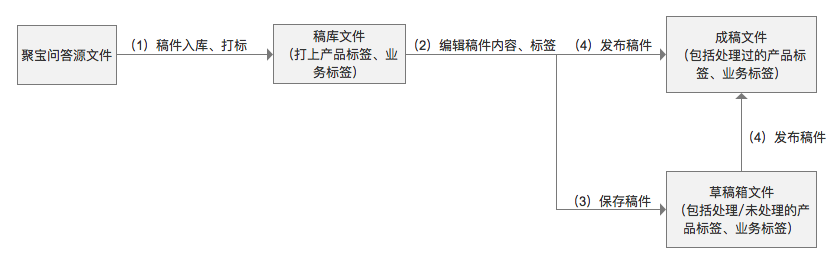 聚宝问答源文件
（1）稿件入库、打标
稿库文件
（打上产品标签、业
务标签）
（2）编辑稿件内容、标签
（4）发布稿件
成稿文件
（包括处理过的产品标
签、业务标签）
（4）发布稿件
（3）保存稿件
草稿箱文件
（包括处理/未处理的产
品标签、业务标签）